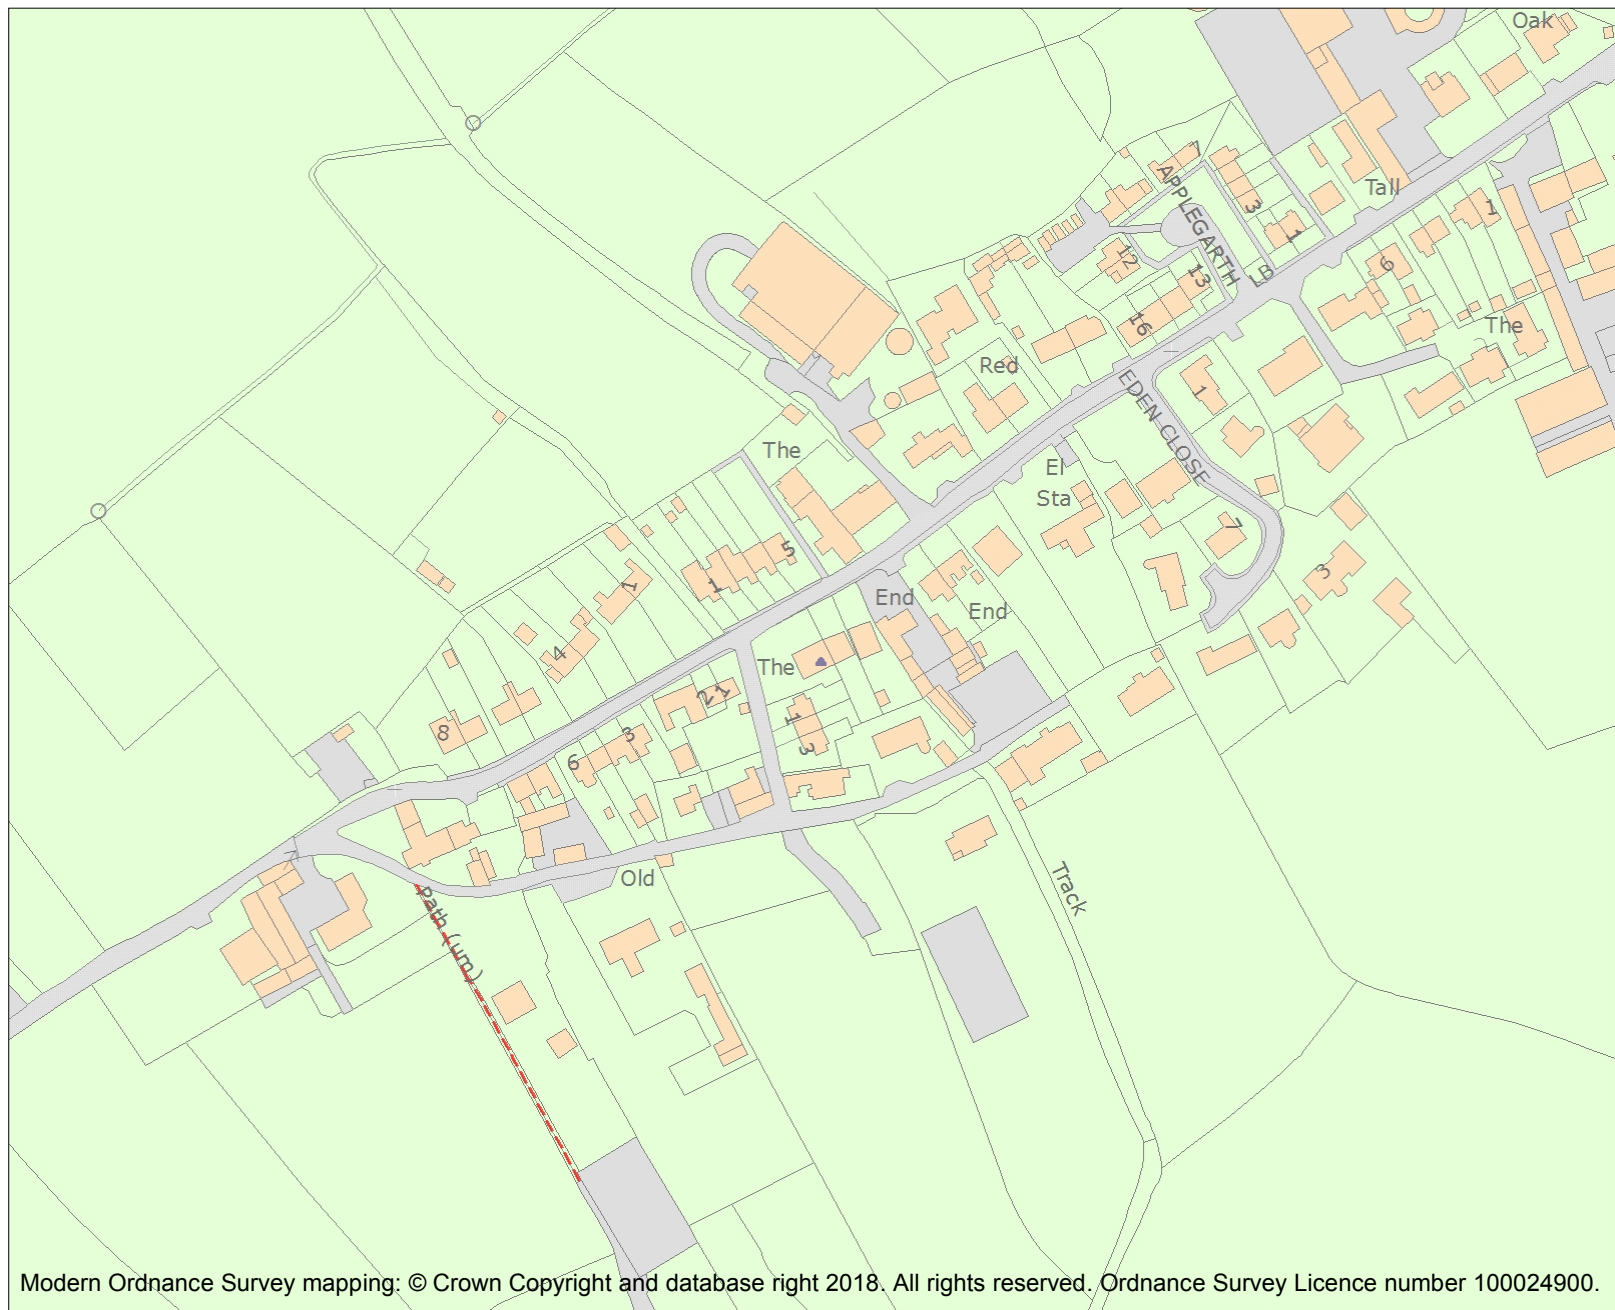 Oak
7
APPLEGARTH
3
Tall
1
1
12
13
LB
6
16
The
Red
EDEN CLOSE
1
The
El
Sta
5
7
1
1
End
3
End
4
The
2
1
8
3
1
3
6
Old
Track
Path (um)
Modern Ordnance Survey mapping: © Crown Copyright and database right 2018. All rights reserved. Ordnance Survey Licence number 100024900.